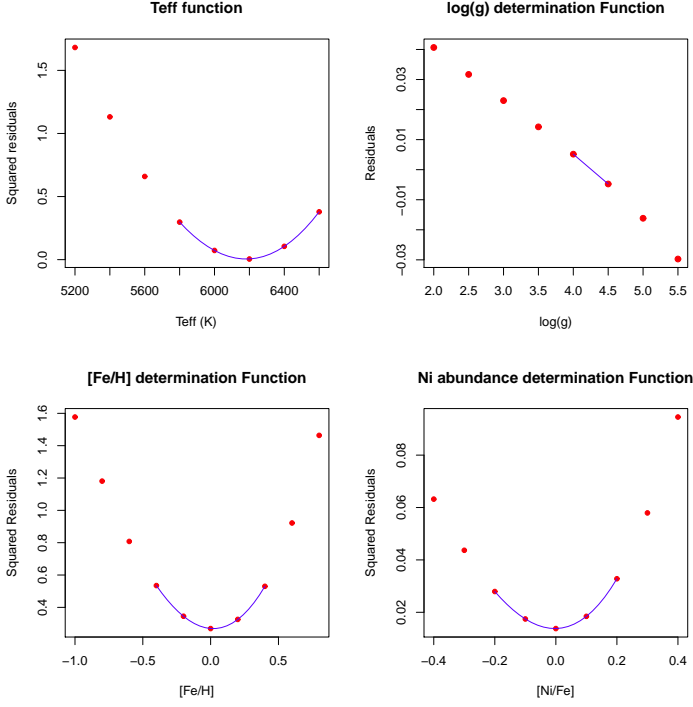 Teff function
Squared residuals
0.0 0.5 1.0 1.5
5200 5600 6000 6400
Teff (K)
log(g) determination Function
Residuals
−0.03 −0.01 0.01 0.03
2.0 2.5 3.0 3.5 4.0 4.5 5.0 5.5
log(g)
[Fe/H] determination Function
Squared Residuals
0.4 0.6 0.8 1.0 1.2 1.4 1.6
−1.0 −0.5 0.0 0.5
[Fe/H]
Ni abundance determination Function
Squared Residuals
0.02 0.04 0.06 0.08
−0.4 −0.2 0.0 0.2 0.4
[Ni/Fe]